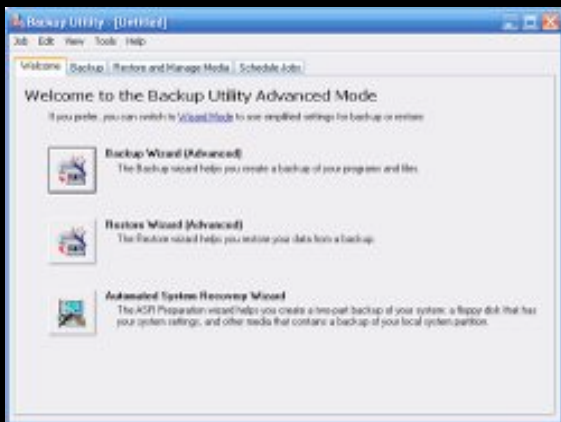 Backup Utility - [Untitled]
Job Edit View Tools Help
Welcome Backup Restore and Manage Media Schedule Jobs
Welcome to the Backup Utility Advanced Mode
If you prefer, you can switch to Wizard Mode to use simplified settings for backup or restore
Backup Wizard (Advanced)
The Backup wizard helps you create a backup of your programs and files.
Restore Wizard (Advanced)
The Restore wizard helps you restore your data from a backup.
Automated System Recovery Wizard
The ASR Preparation wizard helps you create a two-part backup of your system: a floppy disk that has
your system settings, and other media that contains a backup of your local system partition.